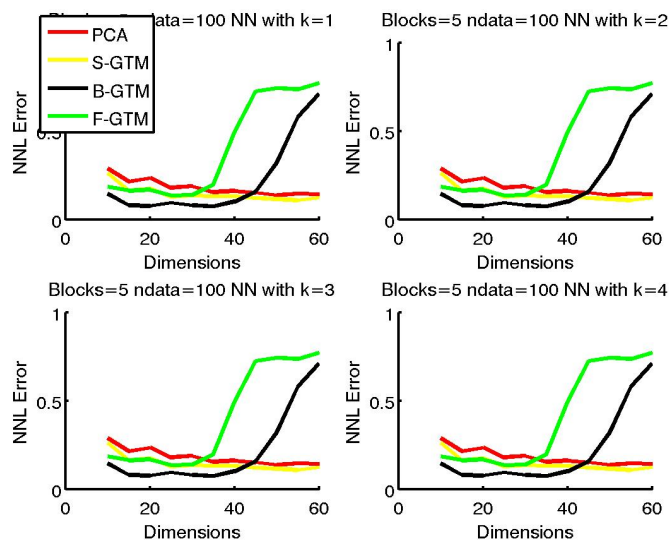 Blocks=5 ndata=100 NN with k=1
Blocks=5 ndata=100 NN with k=2
PCA
S-GTM
B-GTM
F-GTM
NNL Error
0.5
0
0
20
40
60
Dimensions
NNL Error
1
0.5
0
0
20
40
60
Dimensions
Blocks=5 ndata=100 NN with k=3
NNL Error
1
0.5
0
0
20
40
60
Dimensions
Blocks=5 ndata=100 NN with k=4
NNL Error
1
0.5
0
0
20
40
60
Dimensions